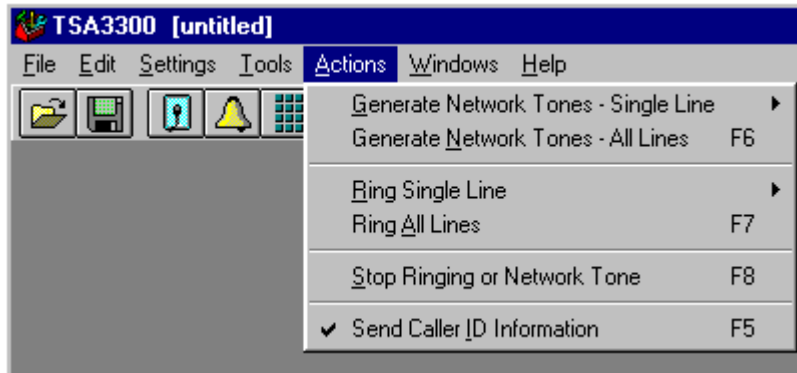 TSA3300 [untitled]
File Edit Settings Tools Actions Windows Help
Generate Network Tones - Single Line
Generate Network Tones - All Lines F6
Ring Single Line
Ring All Lines F7
Stop Ringing or Network Tone F8
Send Caller ID Information F5